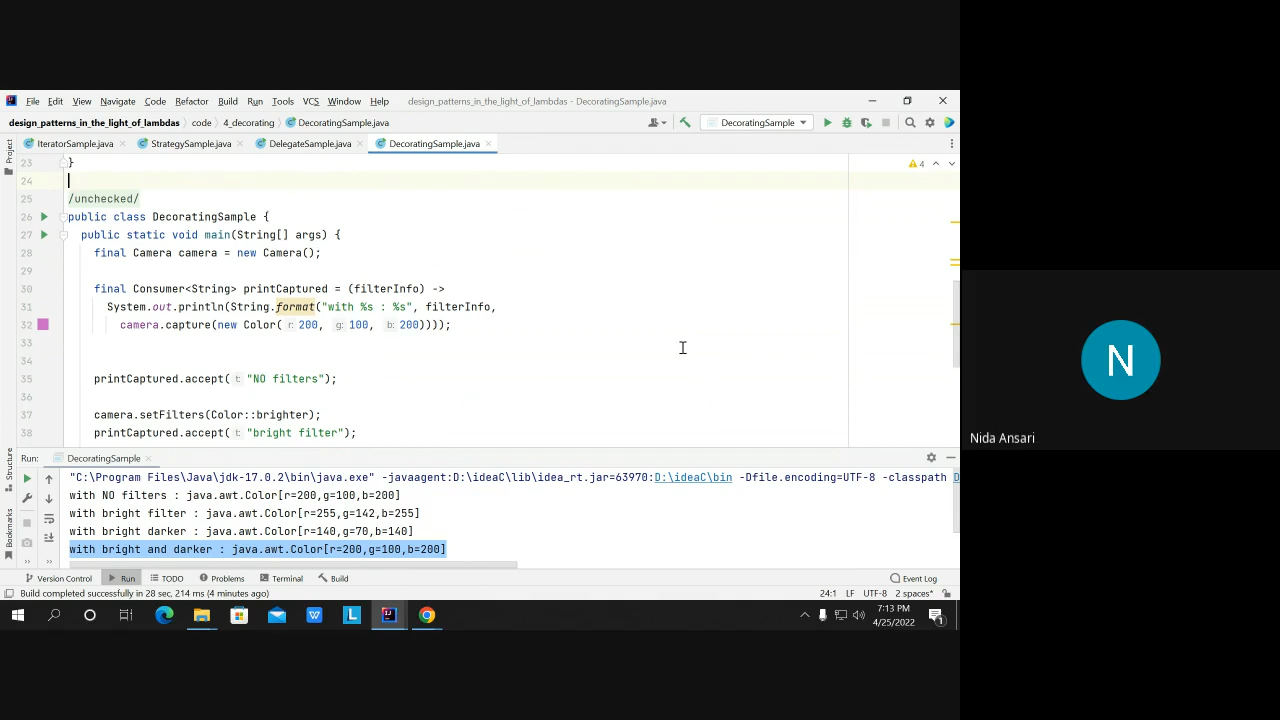 File Edit View Navigate Code Refactor Build Run Tools VCS Window Help design_patterns_in_the_light_of_lambdas - DecoratingSample.java
design_patterns_in_the_light_of_lambdas code 4_decorating DecoratingSample.java DecoratingSample
IteratorSample.java StrategySample.java DelegateSample.java DecoratingSample.java
Project
23 }
4
24
25 /unchecked/
26 public class DecoratingSample {
27 public static void main(String[] args) {
28 final Camera camera = new Camera();
29
30 final Consumer<String> printCaptured = (filterInfo) ->
31 System.out.println(String.format("with %s : %s", filterInfo,
32 camera.capture(new Color( r: 200, g: 100, b: 200))));
33
34
35 printCaptured.accept( t: "NO filters");
36
37 camera.setFilters(Color::brighter);
38 printCaptured.accept( t: "bright filter");
Nida Ansari
N
Structure
Bookmarks
Run: DecoratingSample
"C:\Program Files\Java\jdk-17.0.2\bin\java.exe" -javaagent:D:\ideaC\lib\idea_rt.jar=63970:D:\ideaC\bin -Dfile.encoding=UTF-8 -classpath D
with NO filters : java.awt.Color[r=200,g=100,b=200]
with bright filter : java.awt.Color[r=255,g=142,b=255]
with bright darker : java.awt.Color[r=140,g=70,b=140]
with bright and darker : java.awt.Color[r=200,g=100,b=200]
Version Control Run TODO Problems Terminal Build Event Log
Build completed successfully in 28 sec, 214 ms (4 minutes ago) 24:1 LF UTF-8 2 spaces*
7:13 PM
4/25/2022
1